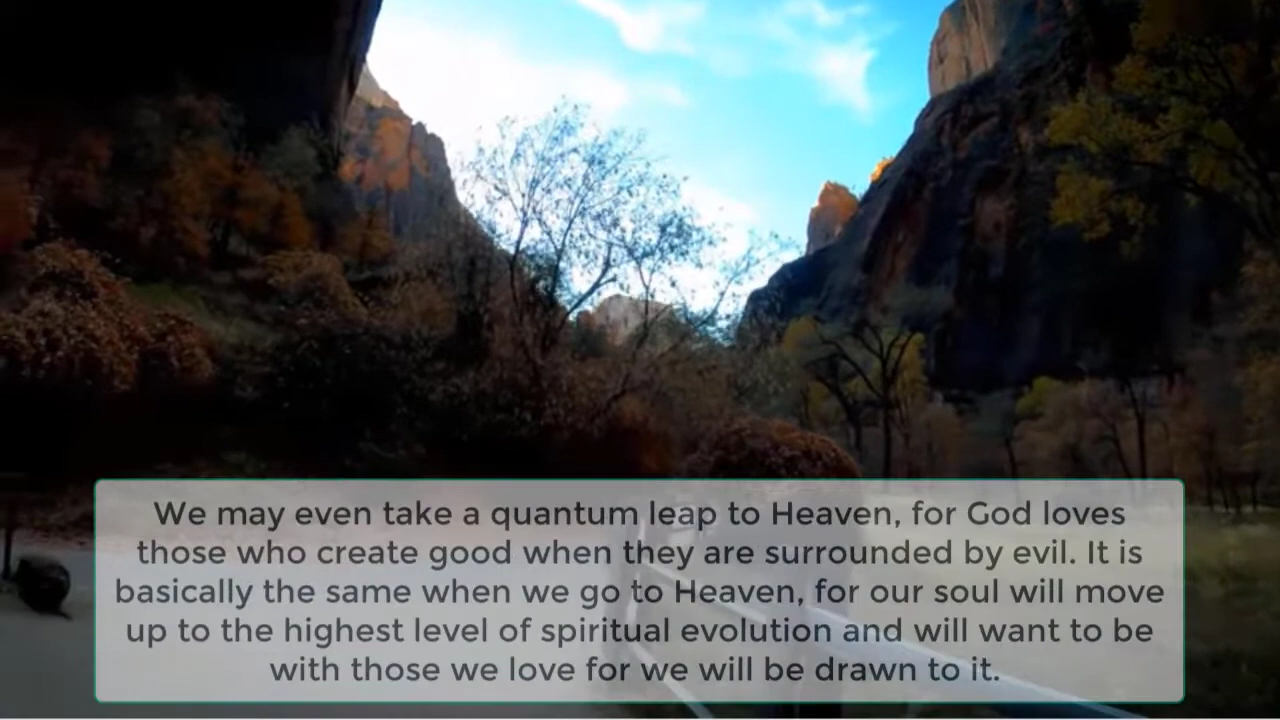 We may even take a quantum leap to Heaven, for God loves
those who create good when they are surrounded by evil. It is
basically the same when we go to Heaven, for our soul will move
up to the highest level of spiritual evolution and will want to be
with those we love for we will be drawn to it.